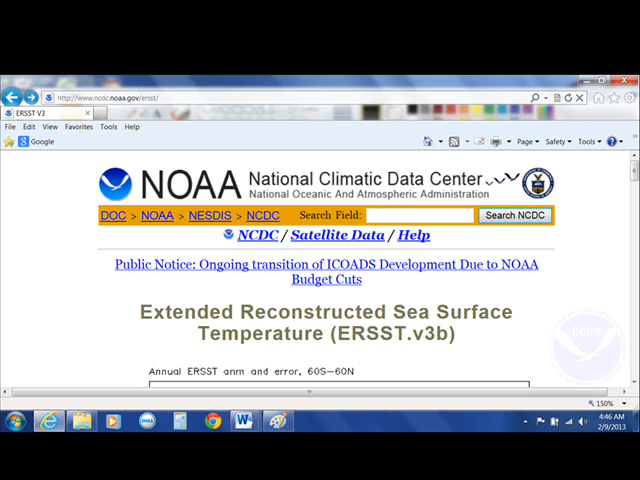 http://www.ncdc.noaa.gov/ersst/
ERSST V3
File Edit View Favorites Tools Help
Google
Page Safety Tools
NOAA National Climatic Data Center
National Oceanic And Atmospheric Administration
DOC > NOAA > NESDIS > NCDC Search Field: Search NCDC
NCDC / Satellite Data / Help
Public Notice: Ongoing transition of ICOADS Development Due to NOAA
Budget Cuts
Extended Reconstructed Sea Surface
Temperature (ERSST.v3b)
NOAA
Annual ERSST anm and error, 60S-60N
150%
DELL
4:46 AM
2/9/2013